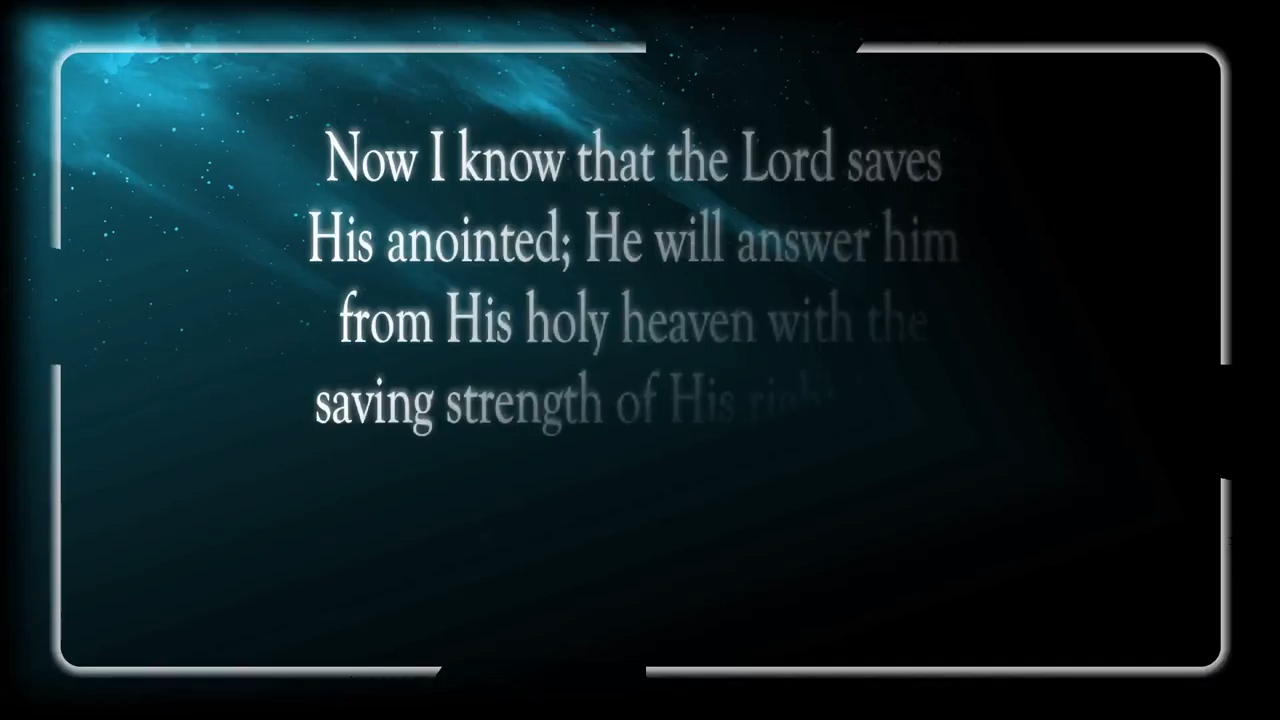 Now I know that the Lord saves
His anointed; He will answer him
from His holy heaven with the
saving strength of His right